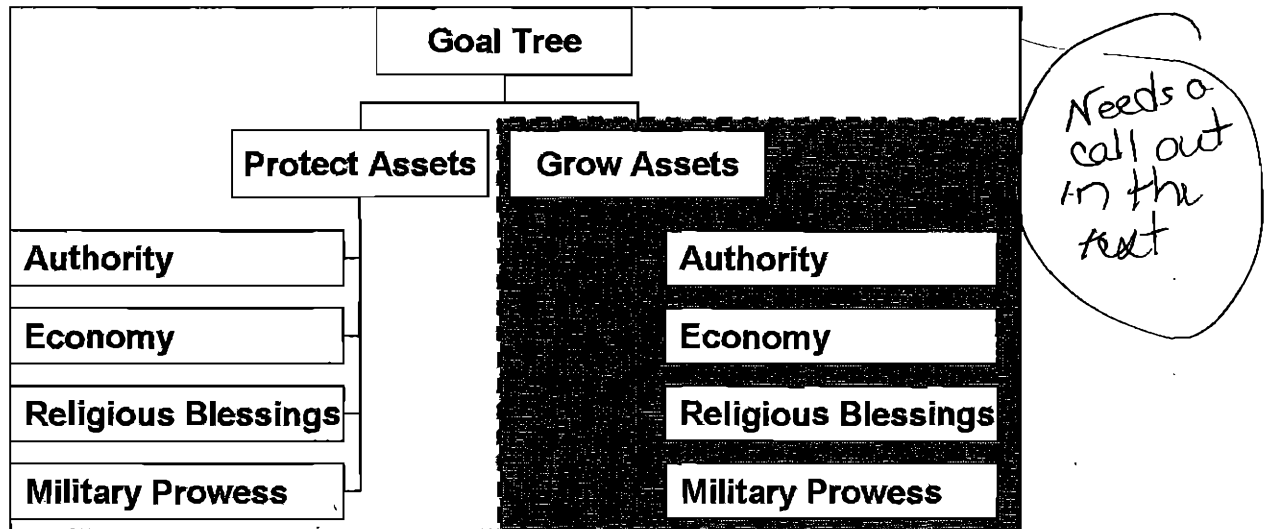 Goal Tree
Protect Assets
Grow Assets
Authority
Economy
Religious Blessings
Military Prowess
Authority
Economy
Religious Blessings
Military Prowess
Needs a
call out
in the
text